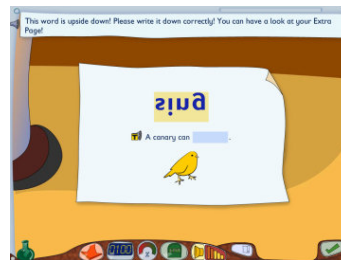 This word is upside down! Please write it down correctly! You can have a look at your Extra
Page!
sing
A canary can .